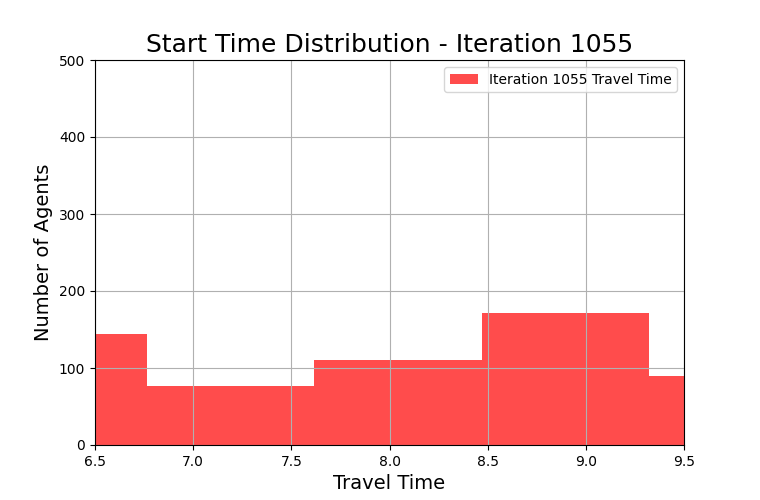 Start Time Distribution - Iteration 1055
Iteration 1055 Travel Time
Number of Agents
500
400
300
200
100
0
6.5 7.0 7.5 8.0 8.5 9.0 9.5
Travel Time